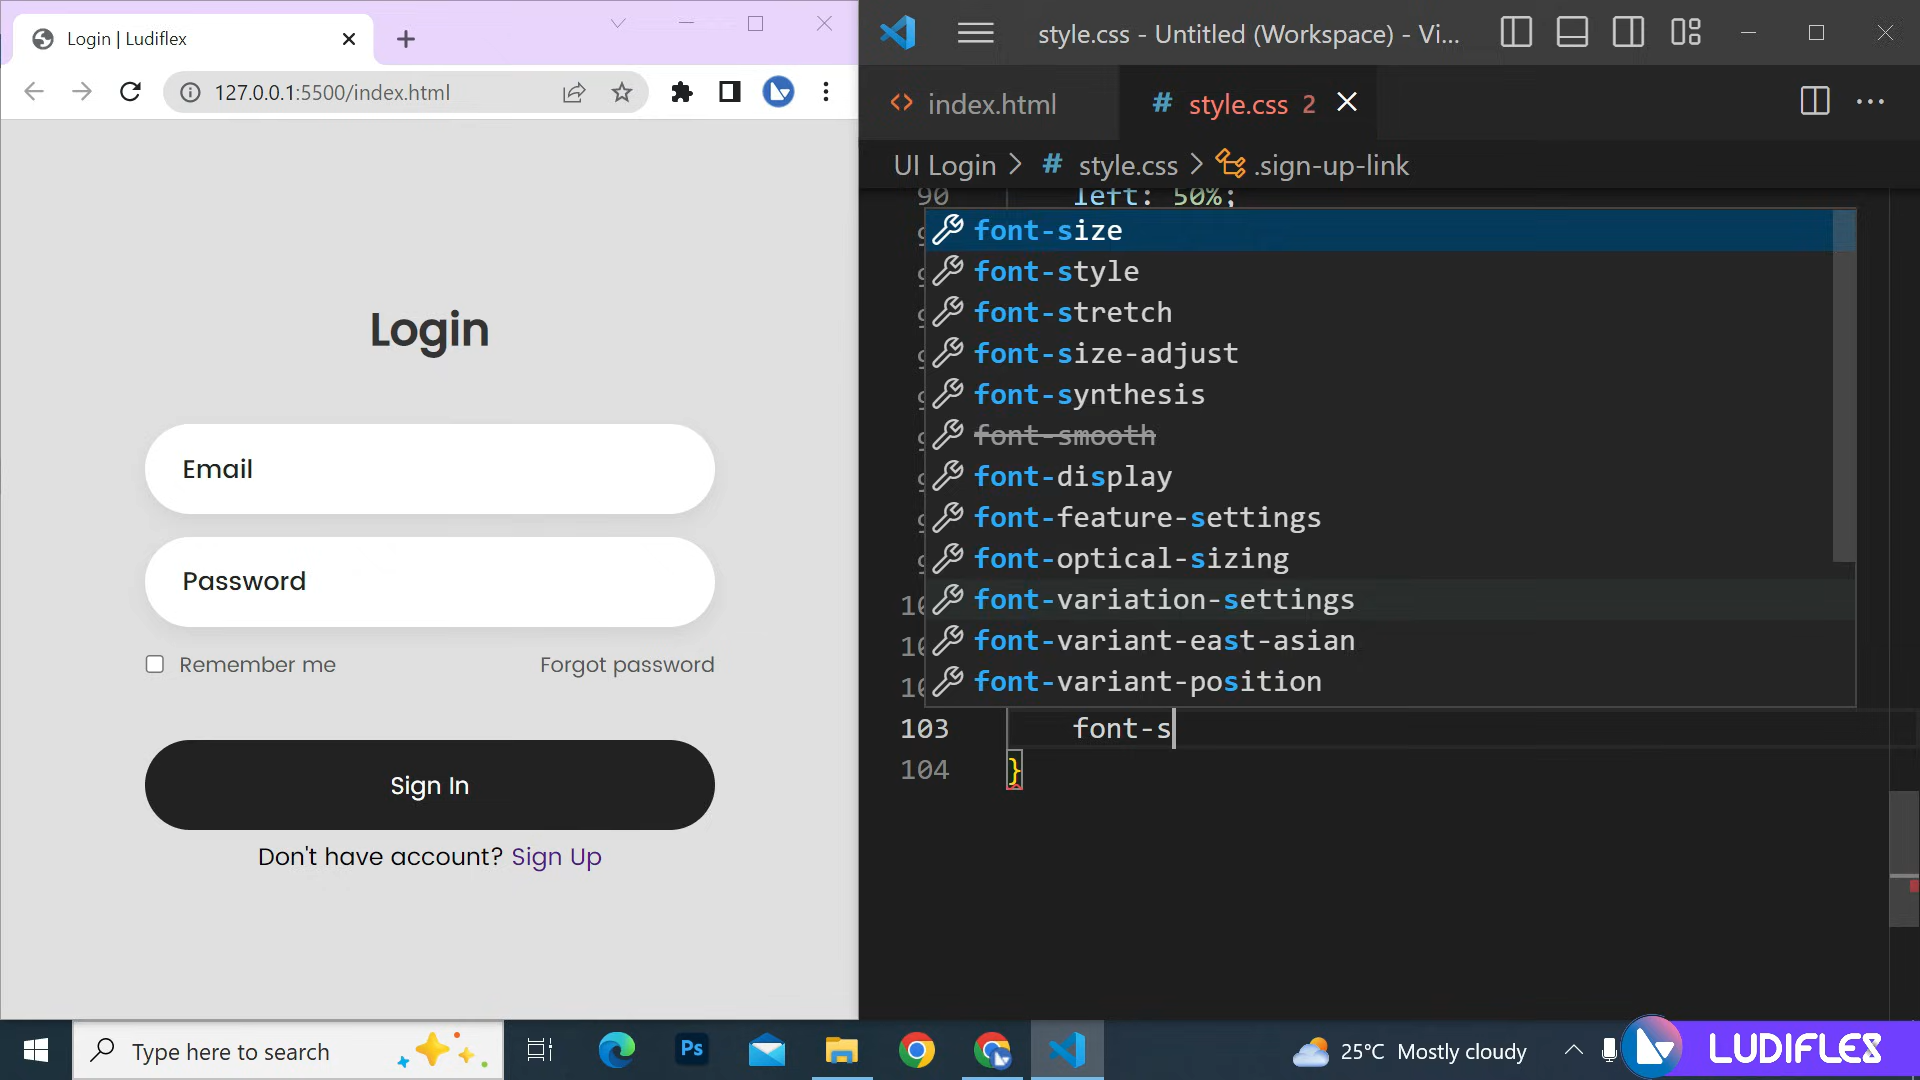 Login | Ludiflex
127.0.0.1:5500/index.html
Login
Email
Password
Remember me
Forgot password
Sign In
Don't have account? Sign Up
style.css - Untitled (Workspace) - Vi...
index.html
# style.css 2
UI Login > # style.css > .sign-up-link
90 left: 50%;
font-size
font-style
font-stretch
font-size-adjust
font-synthesis
font-smooth
font-display
font-feature-settings
font-optical-sizing
font-variation-settings
font-variant-east-asian
font-variant-position
103 font-s
104 }
Type here to search
Ps
25°C Mostly cloudy
LUDIFLEX